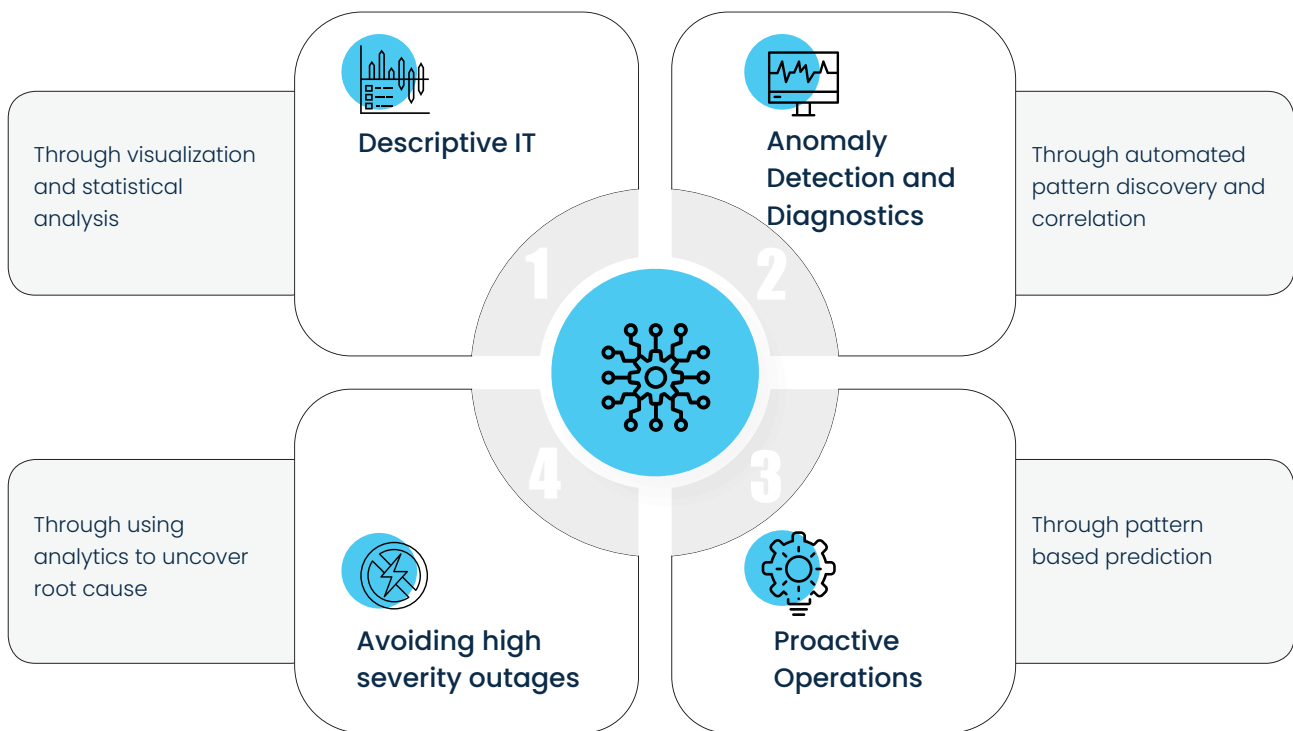 Through visualization
and statistical
analysis
Descriptive IT
1
Anomaly
Detection and
Diagnostics
2
Through automated
pattern discovery and
correlation
Through using
analytics to uncover
root cause
4
Avoiding high
severity outages
3
Proactive
Operations
Through pattern
based prediction